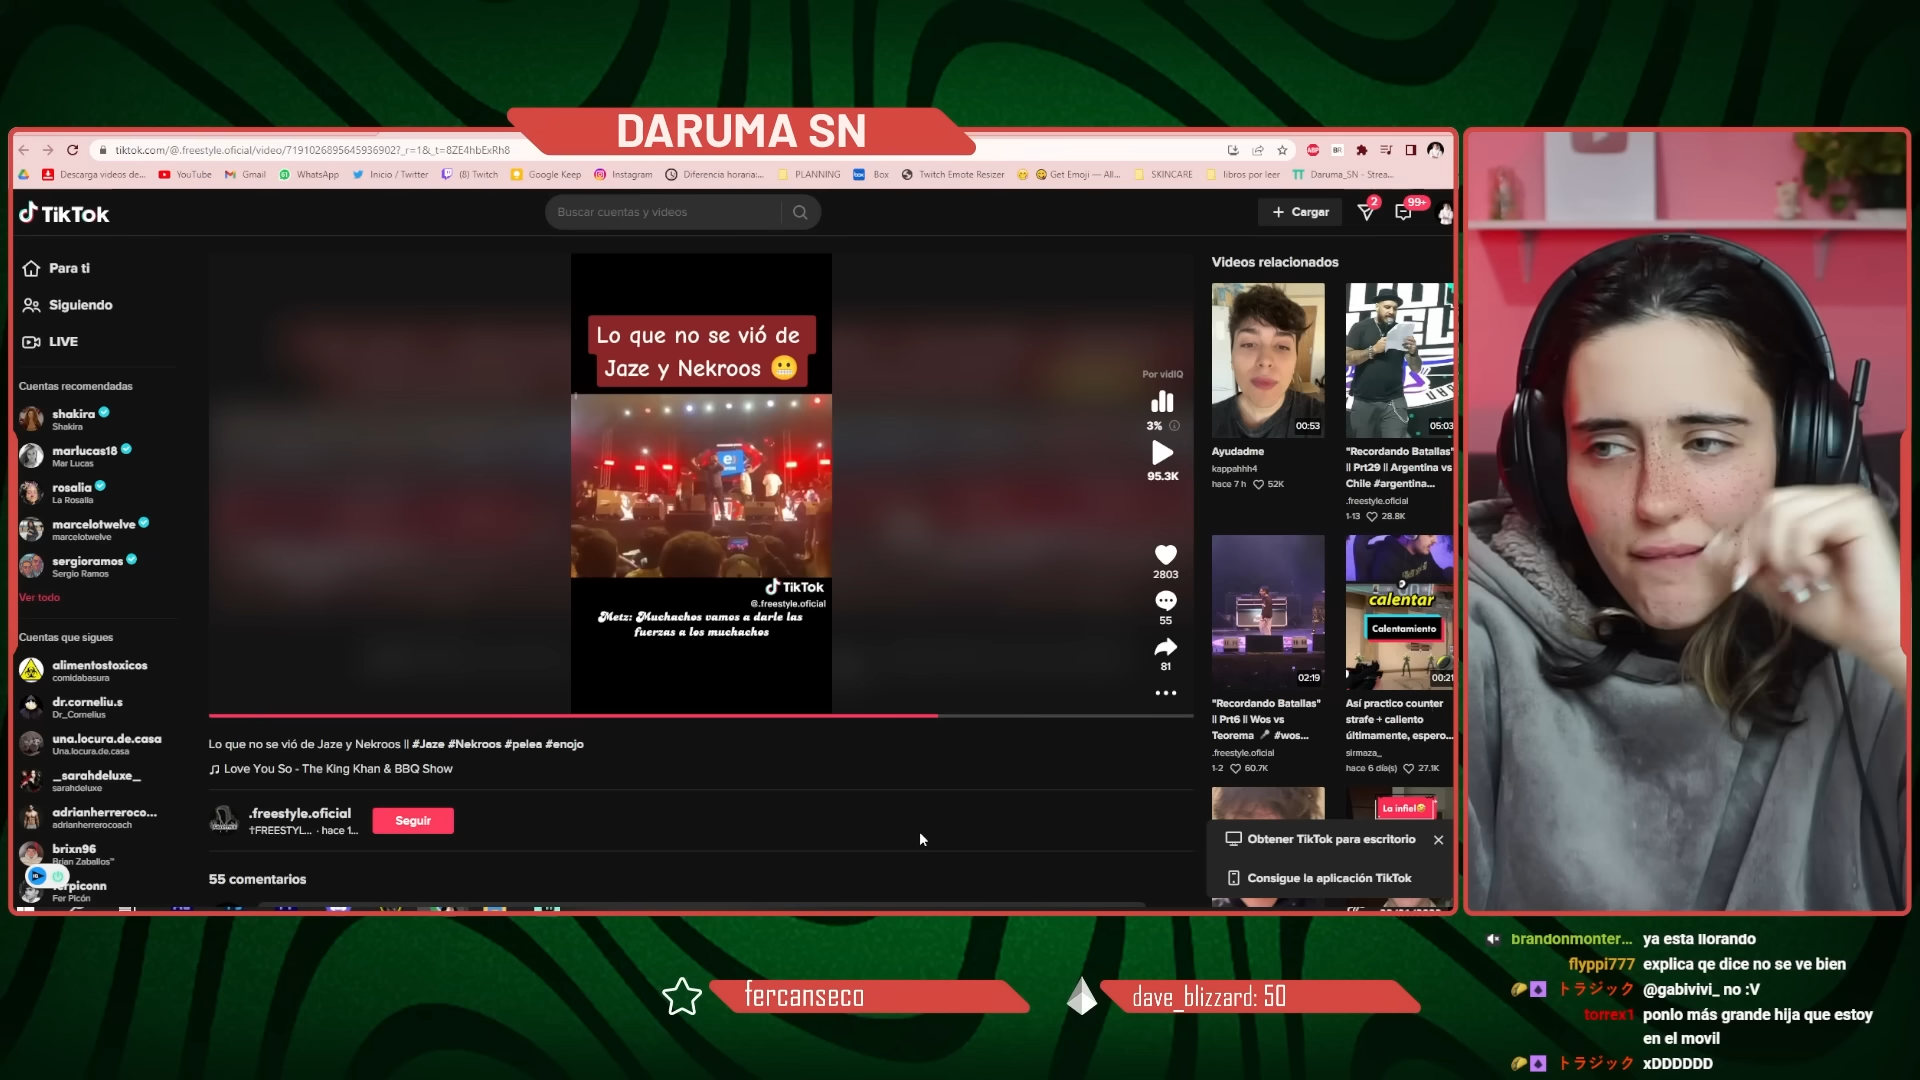 DARUMA SN
tiktok.com/@.freestyle.oficial/video/7191026895645936902?_r=1&_t=8ZE4hbExRh8
Descarga videos de...
YouTube
Gmail
WhatsApp
Inicio / Twitter
(8) Twitch
Google Keep
Instagram
Diferencia horaria:...
PLANNING
Box
Twitch Emote Resizer
Get Emoji — All...
SKINCARE
libros por leer
Daruma_SN - Strea...
TikTok
Buscar cuentas y videos
Cargar
2
99+
Para ti
Siguiendo
LIVE
Cuentas recomendadas
shakira
Shakira
marlucas18
Mar Lucas
rosalia
La Rosalia
marcelotwelve
marcelotwelve
sergioramos
Sergio Ramos
Ver todo
Cuentas que sigues
alimentostoxicos
comidabasura
dr.corneliu.s
Dr_Cornelius
una.locura.de.casa
Una.locura.de.casa
_sarahdeluxe_
sarahdeluxe
adrianherreroco...
adrianherrerocoach
brixn96
Brian Zaballos™
Fer Picón
Lo que no se vió de
Jaze y Nekroos 😬
TikTok
@.freestyle.oficial
Metz: Muchachos vamos a darle las
fuerzas a los muchachos
Por vidIQ
3%
95.3K
2803
55
81
Lo que no se vió de Jaze y Nekroos || #Jaze #Nekroos #pelea #enojo
Love You So - The King Khan & BBQ Show
.freestyle.oficial
†FREESTYL... · hace 1...
Seguir
55 comentarios
Videos relacionados
00:53
Ayudadme
kappahhh4
hace 7 h 52K
05:03
"Recordando Batallas"
|| Prt29 || Argentina vs
Chile #argentina...
.freestyle.oficial
1-13 28.8K
02:19
"Recordando Batallas"
|| Prt6 || Wos vs
Teorema 🎤 #wos...
.freestyle.oficial
1-2 60.7K
calentar
Calentamiento
00:21
Así practico counter
strafe + caliento
últimamente, espero...
sirmaza_
hace 6 día(s) 27.1K
La infiel🤣
Obtener TikTok para escritorio
Consigue la aplicación TikTok
fercanseco
dave_blizzard: 50
brandonmonter... ya esta llorando
flyppi777 explica qe dice no se ve bien
トラジック @gabivivi_ no :V
torrex1 ponlo más grande hija que estoy
en el movil
トラジック xDDDDDD